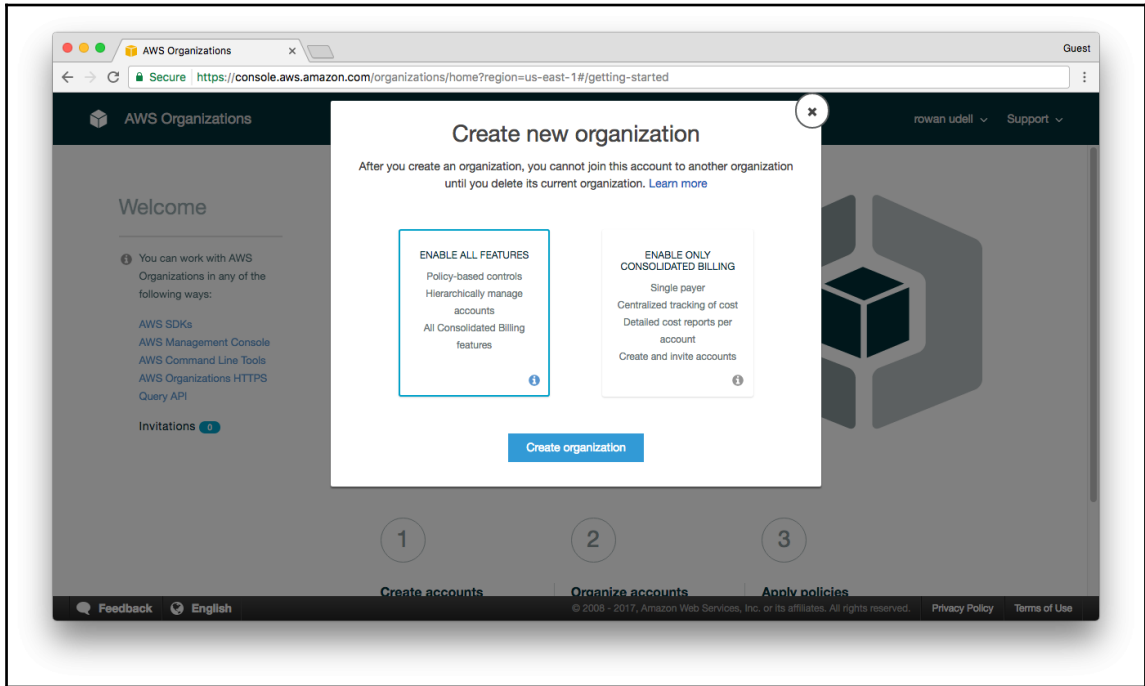 AWS Organizations
Guest
Secure https://console.aws.amazon.com/organizations/home?region=us-east-1#/getting-started
AWS Organizations
rowan udell
Support
Create new organization
After you create an organization, you cannot join this account to another organization
until you delete its current organization. Learn more
Welcome
You can work with AWS
Organizations in any of the
following ways:
AWS SDKs
AWS Management Console
AWS Command Line Tools
AWS Organizations HTTPS
Query API
Invitations 0
ENABLE ALL FEATURES
Policy-based controls
Hierarchically manage
accounts
All Consolidated Billing
features
ENABLE ONLY
CONSOLIDATED BILLING
Single payer
Centralized tracking of cost
Detailed cost reports per
account
Create and invite accounts
Create organization
1
2
3
Create accounts
Organize accounts
Apply policies
Feedback
English
© 2008 - 2017, Amazon Web Services, Inc. or its affiliates. All rights reserved.
Privacy Policy
Terms of Use